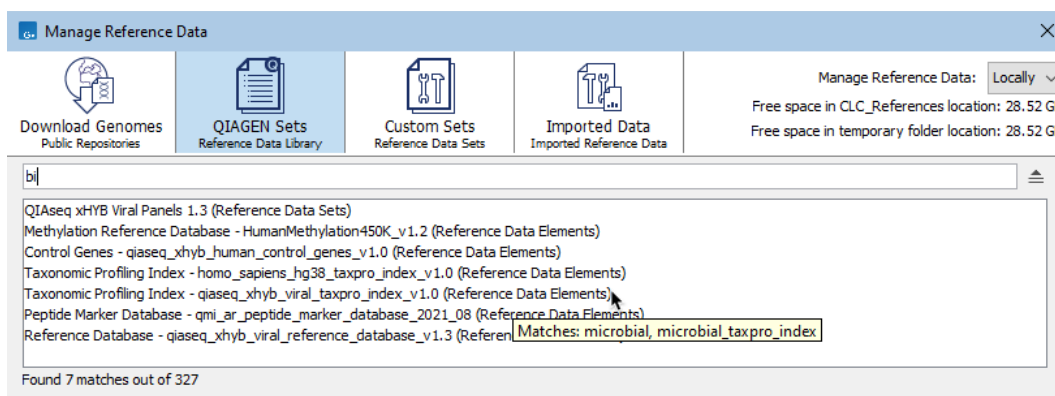 G+ Manage Reference Data
Download Genomes
Public Repositories
QIAGEN Sets
Reference Data Library
Custom Sets
Reference Data Sets
Imported Data
Imported Reference Data
Manage Reference Data: Locally
Free space in CLC_References location: 28.52 G
Free space in temporary folder location: 28.52 G
bi
QIAseq xHYB Viral Panels 1.3 (Reference Data Sets)
Methylation Reference Database - HumanMethylation450K_v1.2 (Reference Data Elements)
Control Genes - qiaseq_xhyb_human_control_genes_v1.0 (Reference Data Elements)
Taxonomic Profiling Index - homo_sapiens_hg38_taxpro_index_v1.0 (Reference Data Elements)
Taxonomic Profiling Index - qiaseq_xhyb_viral_taxpro_index_v1.0 (Reference Data Elements)
Peptide Marker Database - qmi_ar_peptide_marker_database_2021_08 (Reference Data Elements)
Reference Database - qiaseq_xhyb_viral_reference_database_v1.3 (Referen
Matches: microbial, microbial_taxpro_index
Found 7 matches out of 327